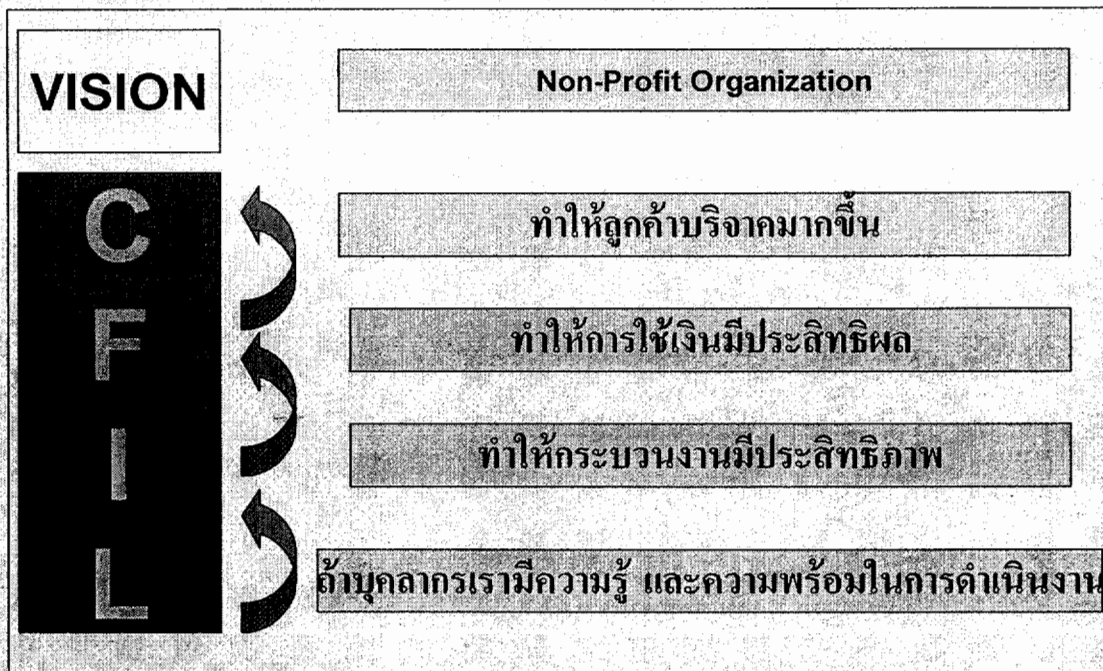 VISION
Non-Profit Organization
C
ทำให้ลูกค้าบริจาคมากขึ้น
F
ทำให้การใช้เงินมีประสิทธิผล
I
ทำให้กระบวนงานมีประสิทธิภาพ
L
ถ้าบุคลากรเรามีความรู้ และความพร้อมในการดำเนินงาน